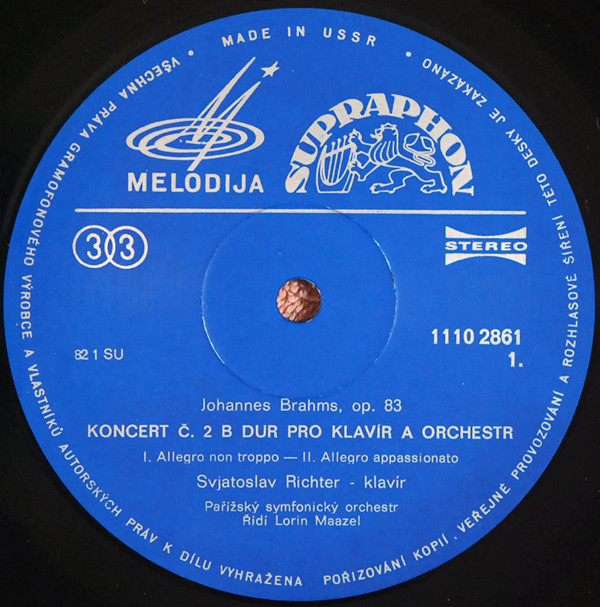 MADE IN USSR
VŠECHNA PRÁVA GRAMOFONOVÉHO VÝROBCE A VLASTNÍKŮ AUTORSKÝCH PRÁV K DÍLU VYHRAŽENA POŘIZOVÁNÍ KOPIÍ, VEŘEJNÉ PROVOZOVÁNÍ A ROZHLASOVÉ ŠÍŘENÍ TÉTO DESKY JE ZAKÁZÁNO
MELODIJA
SUPRAPHON
33
STEREO
1110 2861
1.
82 1 SU
Johannes Brahms, op. 83
KONCERT Č. 2 B DUR PRO KLAVÍR A ORCHESTR
I. Allegro non troppo — II. Allegro appassionato
Svjatoslav Richter - klavír
Pařížský symfonický orchestr
Řídí Lorin Maazel